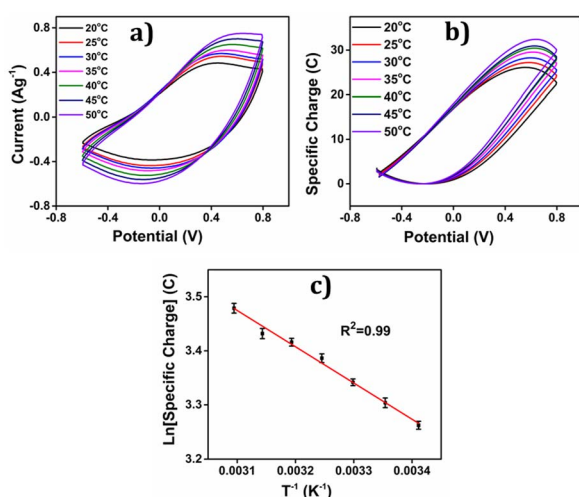 a)
20°C
25°C
30°C
35°C
40°C
45°C
50°C
0.8
0.4
0.0
-0.4
-0.8
-0.8 -0.4 0.0 0.4 0.8
Current (Ag-1)
Potential (V)
b)
20°C
25°C
30°C
35°C
40°C
45°C
50°C
30
20
10
0
-0.8 -0.4 0.0 0.4 0.8
Specific Charge (C)
Potential (V)
c)
R2=0.99
3.5
3.4
3.3
3.2
0.0031 0.0032 0.0033 0.0034
Ln[Specific Charge] (C)
T-1 (K-1)